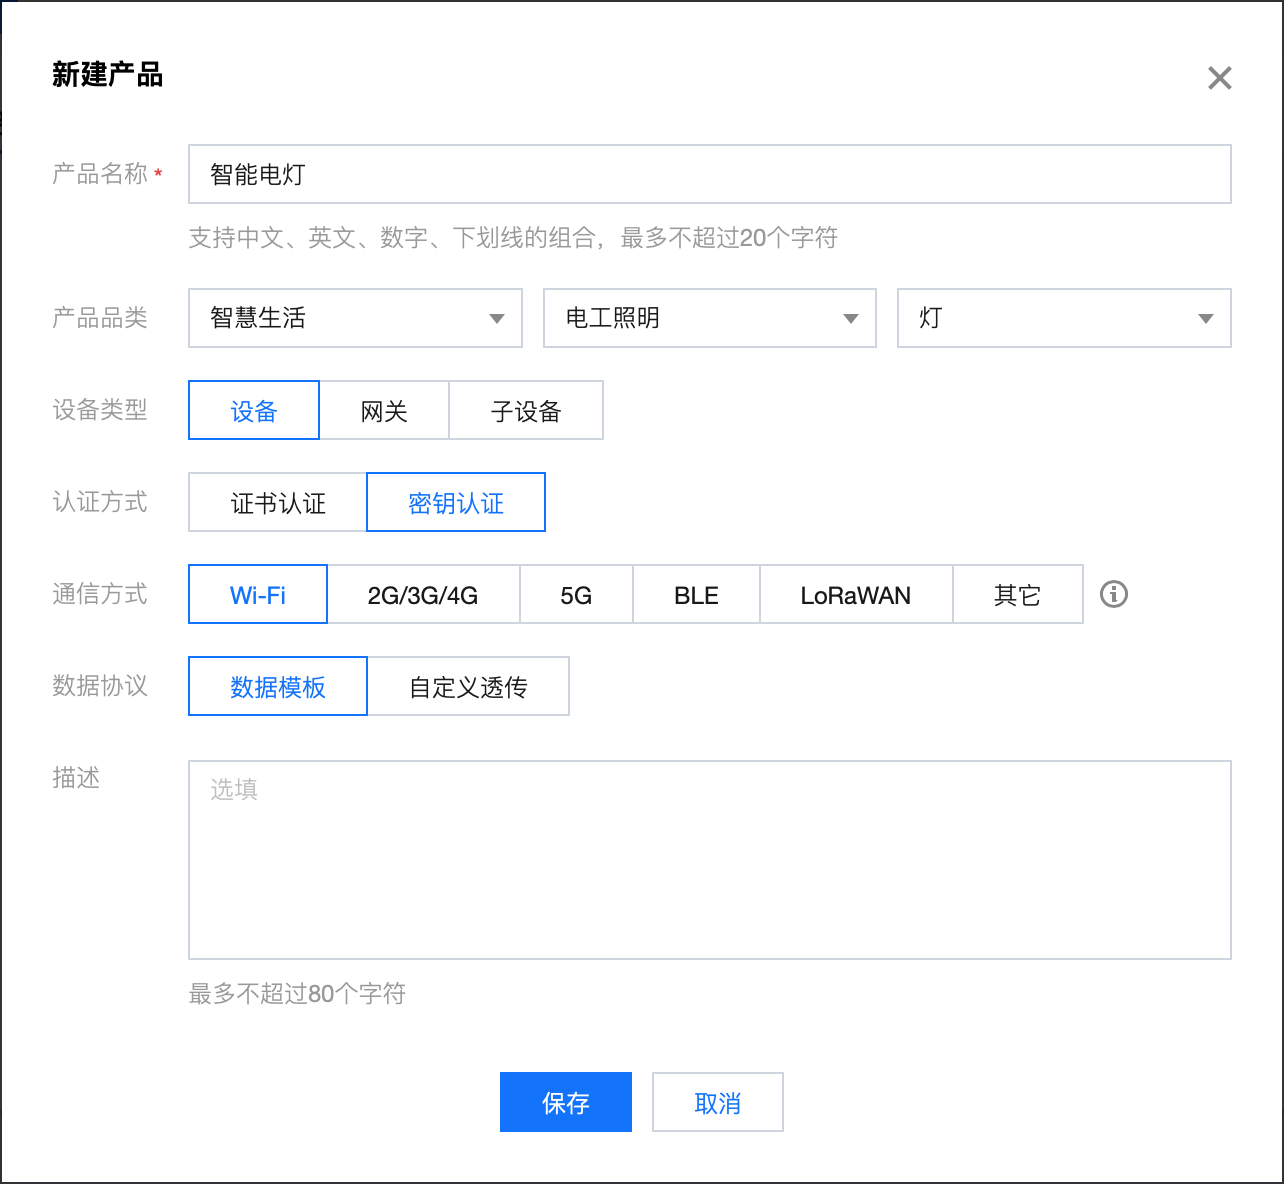 新建产品
产品名称 *
智能电灯
支持中文、英文、数字、下划线的组合，最多不超过20个字符
产品品类 智慧生活 电工照明 灯
设备类型 设备 网关 子设备
认证方式 证书认证 密钥认证
通信方式 Wi-Fi 2G/3G/4G 5G BLE LoRaWAN 其它
数据协议 数据模板 自定义透传
描述 选填
最多不超过80个字符
保存 取消